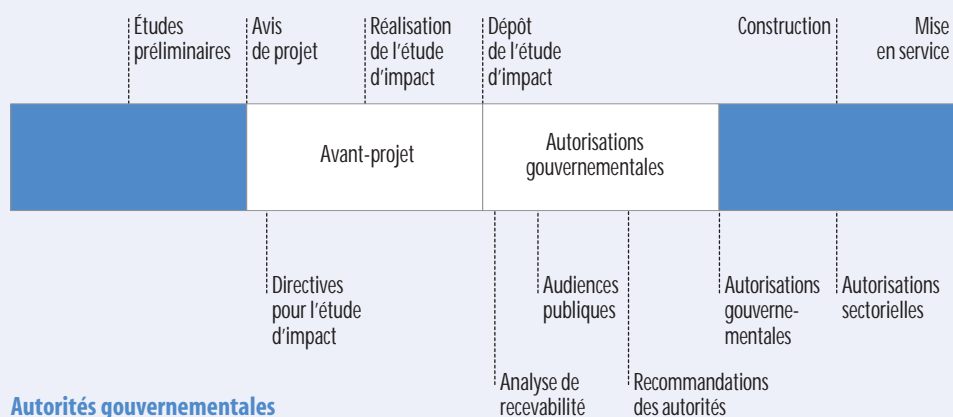 Études
préliminaires
Avis
de projet
Réalisation
de l'étude
d'impact
Dépôt
de l'étude
d'impact
Construction
Mise
en service
Avant-projet
Autorisations
gouvernementales
Directives
pour l'étude
d'impact
Audiences
publiques
Autorisations
gouverne-
mentales
Autorisations
sectorielles
Analyse de
recevabilité
Recommandations
des autorités
Autorités gouvernementales